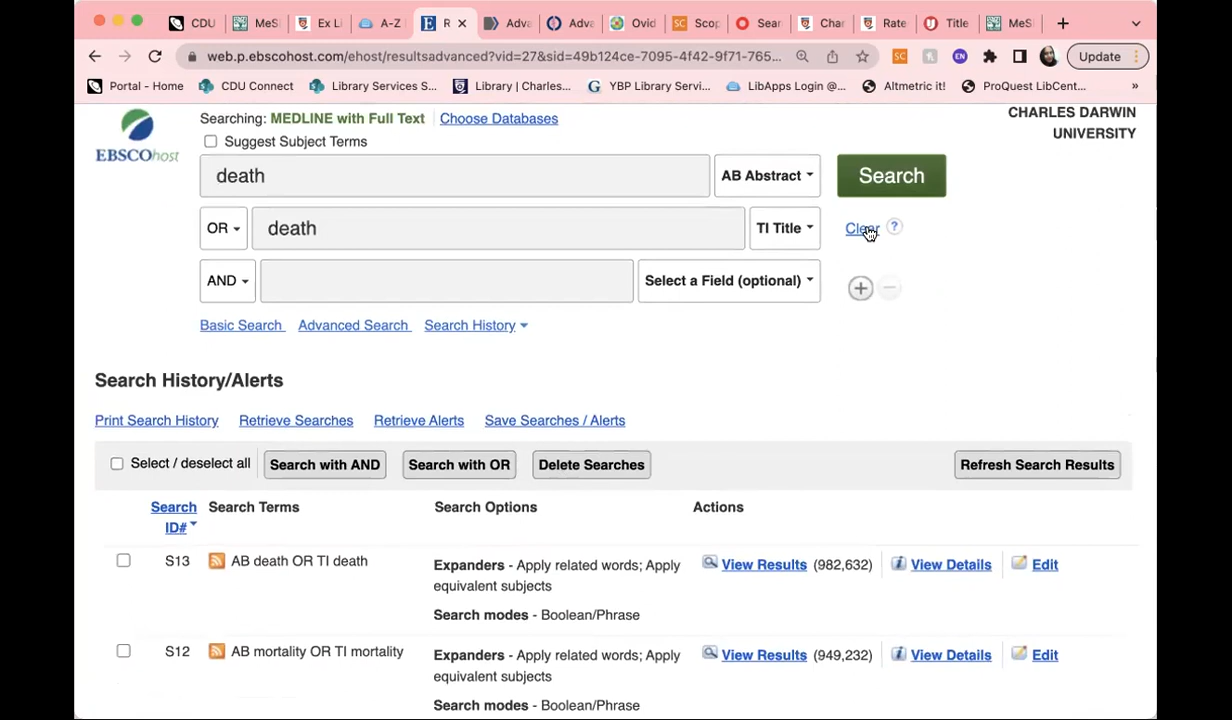 CDU
MeS
Ex Li
A-Z
R
Adva
Adva
Ovid
Scop
Sear
Char
Rate
Title
MeS
web.p.ebscohost.com/ehost/resultsadvanced?vid=27&sid=49b124ce-7095-4f42-9f71-765...
SC
EN
Update
Portal - Home
CDU Connect
Library Services S...
Library | Charles...
YBP Library Servi...
LibApps Login @...
Altmetric it!
ProQuest LibCent...
»
Searching: MEDLINE with Full Text
Choose Databases
CHARLES DARWIN
UNIVERSITY
EBSCOhost
Suggest Subject Terms
death
AB Abstract
Search
OR
death
TI Title
Clear
?
AND
Select a Field (optional)
Basic Search
Advanced Search
Search History
Search History/Alerts
Print Search History
Retrieve Searches
Retrieve Alerts
Save Searches / Alerts
Select / deselect all
Search with AND
Search with OR
Delete Searches
Refresh Search Results
Search
ID#
Search Terms
Search Options
Actions
S13
AB death OR TI death
Expanders - Apply related words; Apply
equivalent subjects
Search modes - Boolean/Phrase
View Results (982,632)
View Details
Edit
S12
AB mortality OR TI mortality
Expanders - Apply related words; Apply
equivalent subjects
Search modes - Boolean/Phrase
View Results (949,232)
View Details
Edit